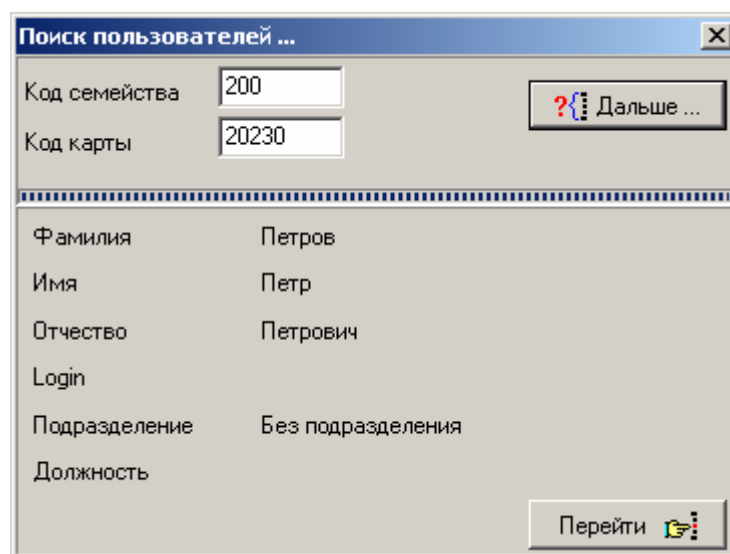 Поиск пользователей ...
Код семейства 200
Дальше ...
Код карты 20230
Фамилия Петров
Имя Петр
Отчество Петрович
Login
Подразделение Без подразделения
Должность
Перейти